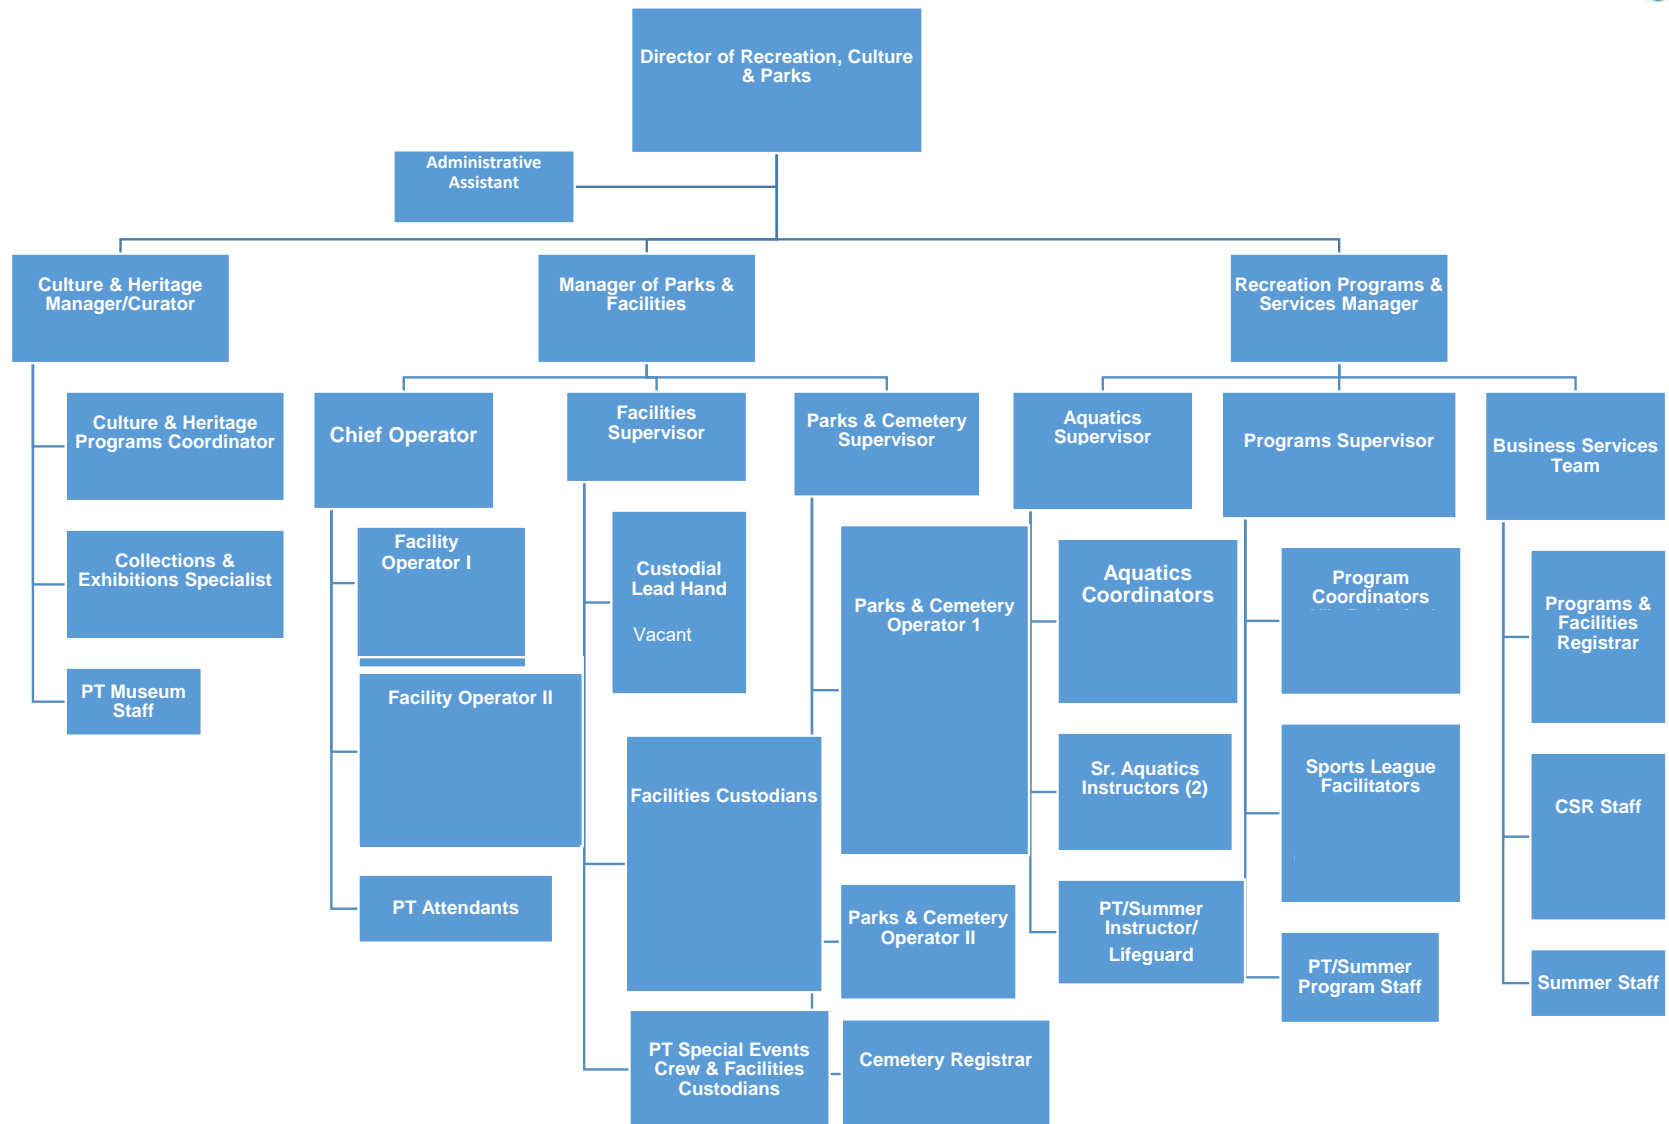 Director of Recreation, Culture
& Parks
Administrative
Assistant
Culture & Heritage
Manager/Curator
Manager of Parks &
Facilities
Recreation Programs &
Services Manager
Culture & Heritage
Programs Coordinator
Chief Operator
Facilities
Supervisor
Parks & Cemetery
Supervisor
Aquatics
Supervisor
Programs Supervisor
Business Services
Team
Collections &
Exhibitions Specialist
PT Museum
Staff
Facility
Operator I
Facility Operator II
PT Attendants
Custodial
Lead Hand
Vacant
Facilities Custodians
PT Special Events
Crew & Facilities
Custodians
Parks & Cemetery
Operator 1
Parks & Cemetery
Operator II
Cemetery Registrar
Aquatics
Coordinators
Sr. Aquatics
Instructors (2)
PT/Summer
Instructor/
Lifeguard
Program
Coordinators
Sports League
Facilitators
PT/Summer
Program Staff
Programs &
Facilities
Registrar
CSR Staff
Summer Staff